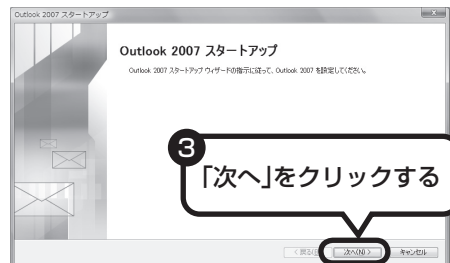 Outlook 2007 スタートアップ
Outlook 2007 スタートアップ
Outlook 2007 スタートアップ ウィザードの指示に従って、Outlook 2007 を設定してください。
3
「次へ」をクリックする
< 戻る(B)
次へ(N) >
キャンセル